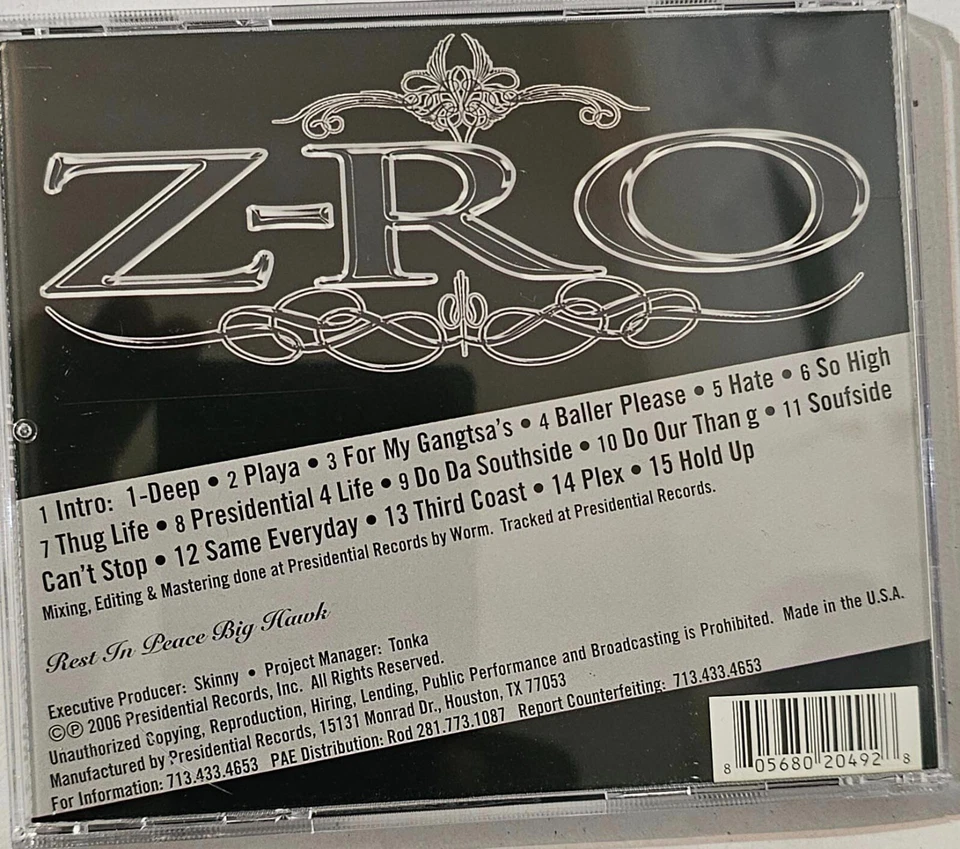 Z-RO
1 Intro: 1-Deep • 2 Playa • 3 For My Gangtsa's • 4 Baller Please • 5 Hate • 6 So High
7 Thug Life • 8 Presidential 4 Life • 9 Do Da Southside • 10 Do Our Than g • 11 Soufside
Can't Stop • 12 Same Everyday • 13 Third Coast • 14 Plex • 15 Hold Up
Mixing, Editing & Mastering done at Presidential Records by Worm. Tracked at Presidential Records.
Rest In Peace Big Hawk
Executive Producer: Skinny • Project Manager: Tonka
©℗ 2006 Presidential Records, Inc. All Rights Reserved.
Unauthorized Copying, Reproduction, Hiring, Lending, Public Performance and Broadcasting is Prohibited. Made in the U.S.A.
Manufactured by Presidential Records, 15131 Monrad Dr., Houston, TX 77053
For Information: 713.433.4653 PAE Distribution: Rod 281.773.1087 Report Counterfeiting: 713.433.4653
8 05680 20492 8